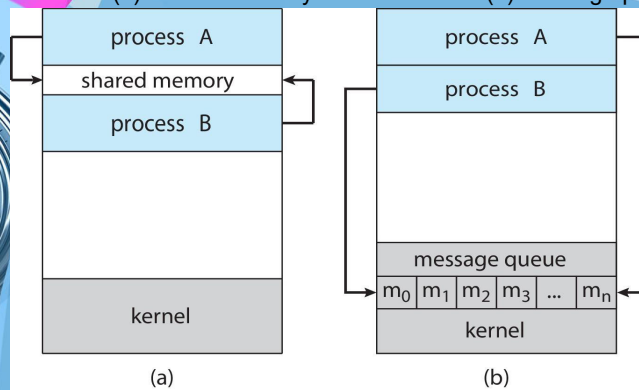 process A
shared memory
process B
kernel
(a)
process A
process B
message queue
m₀ m₁ m₂ m₃ ... mₙ
kernel
(b)